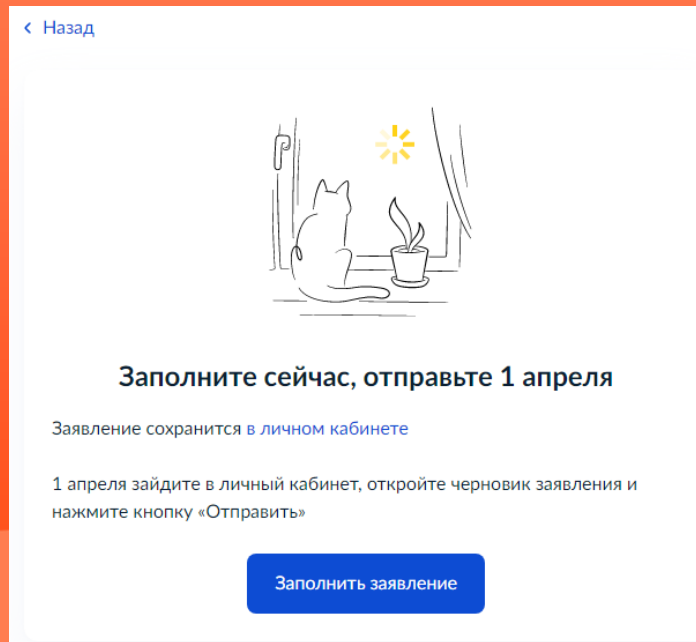 Назад
Заполните сейчас, отправьте 1 апреля
Заявление сохранится в личном кабинете
1 апреля зайдите в личный кабинет, откройте черновик заявления и
нажмите кнопку «Отправить»
Заполнить заявление